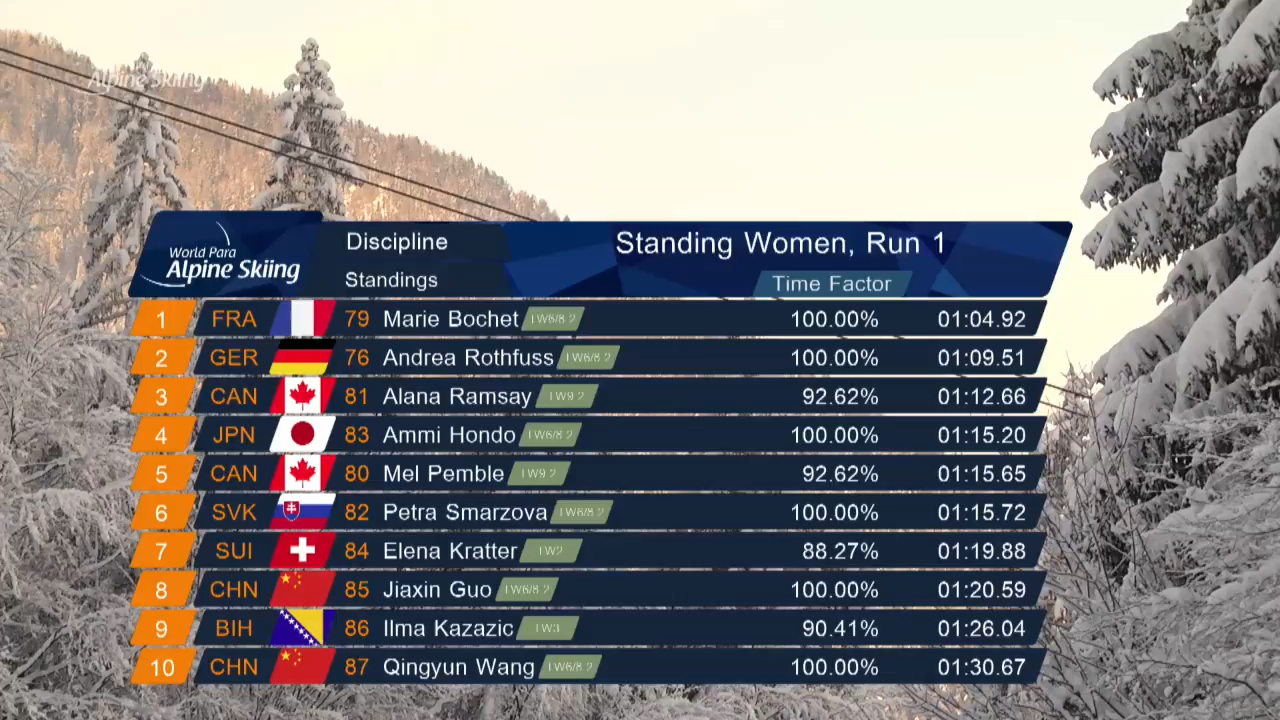 Alpine Skiing
World Para
Alpine Skiing
Discipline
Standings
Standing Women, Run 1
Time Factor
1 FRA 79 Marie Bochet LW6/8 2 100.00% 01:04.92
2 GER 76 Andrea Rothfuss LW6/8 2 100.00% 01:09.51
3 CAN 81 Alana Ramsay LW9 2 92.62% 01:12.66
4 JPN 83 Ammi Hondo LW6/8 2 100.00% 01:15.20
5 CAN 80 Mel Pemble LW9 2 92.62% 01:15.65
6 SVK 82 Petra Smarzova LW6/8 2 100.00% 01:15.72
7 SUI 84 Elena Kratter LW2 88.27% 01:19.88
8 CHN 85 Jiaxin Guo LW6/8 2 100.00% 01:20.59
9 BIH 86 Ilma Kazazic LW3 90.41% 01:26.04
10 CHN 87 Qingyun Wang LW6/8 2 100.00% 01:30.67